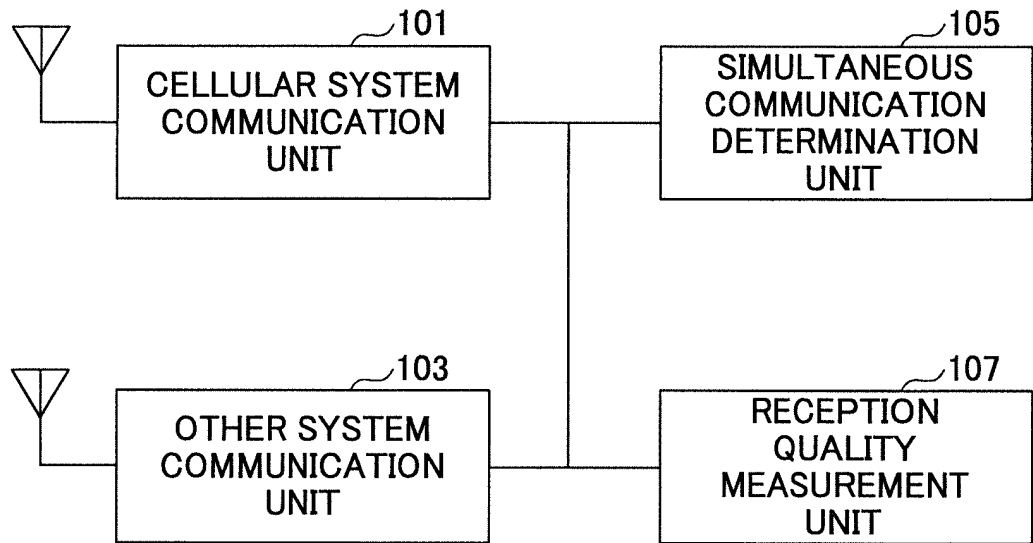 101
CELLULAR SYSTEM
COMMUNICATION
UNIT
105
SIMULTANEOUS
COMMUNICATION
DETERMINATION
UNIT
103
OTHER SYSTEM
COMMUNICATION
UNIT
107
RECEPTION
QUALITY
MEASUREMENT
UNIT